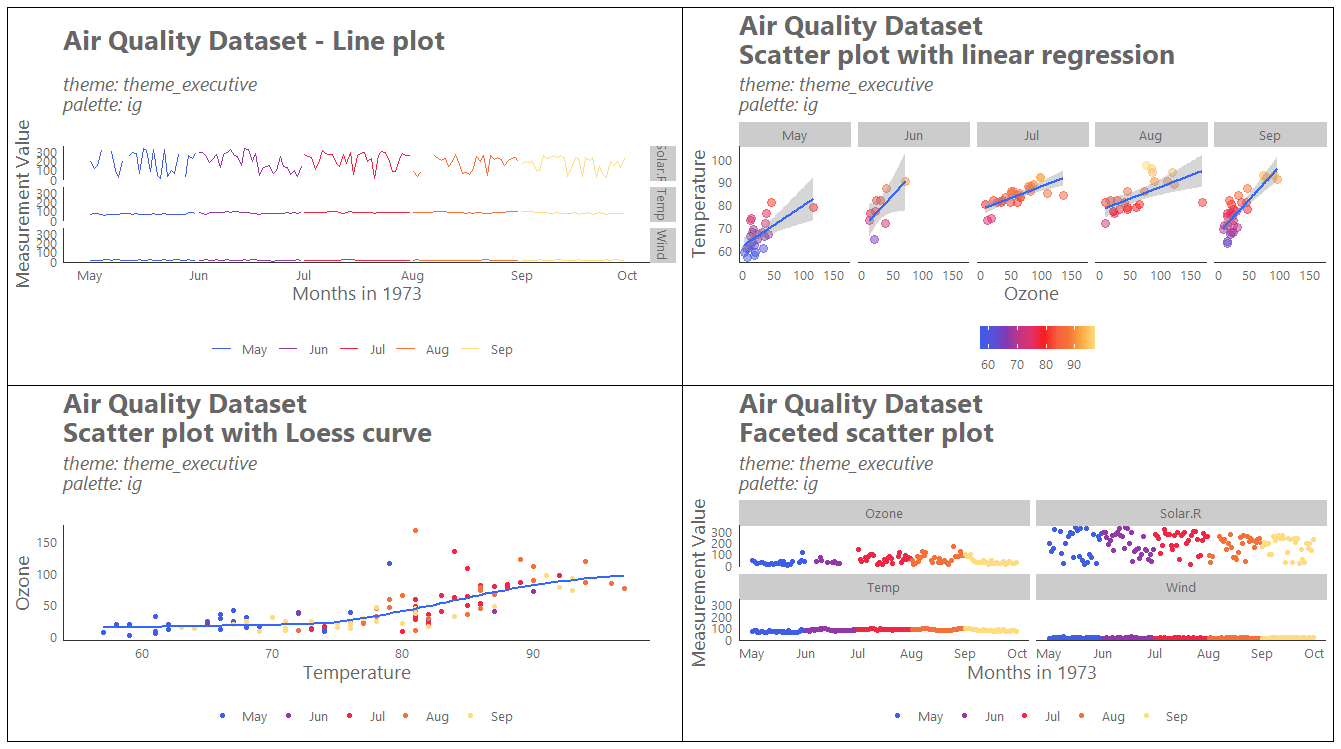 Air Quality Dataset - Line plot
theme: theme_executive
palette: ig
Measurement Value
300
200
100
0
Solar.R
300
200
100
0
Temp
300
200
100
0
Wind
May Jun Jul Aug Sep Oct
Months in 1973
May Jun Jul Aug Sep
Air Quality Dataset
Scatter plot with linear regression
theme: theme_executive
palette: ig
May Jun Jul Aug Sep
Temperature
100
90
80
70
60
0 50 100 150 0 50 100 150 0 50 100 150 0 50 100 150 0 50 100 150
Ozone
60 70 80 90
Air Quality Dataset
Scatter plot with Loess curve
theme: theme_executive
palette: ig
Ozone
150
100
50
0
60 70 80 90
Temperature
May Jun Jul Aug Sep
Air Quality Dataset
Faceted scatter plot
theme: theme_executive
palette: ig
Measurement Value
Ozone Solar.R
300
200
100
0
Temp Wind
300
200
100
0
May Jun Jul Aug Sep Oct May Jun Jul Aug Sep Oct
Months in 1973
May Jun Jul Aug Sep